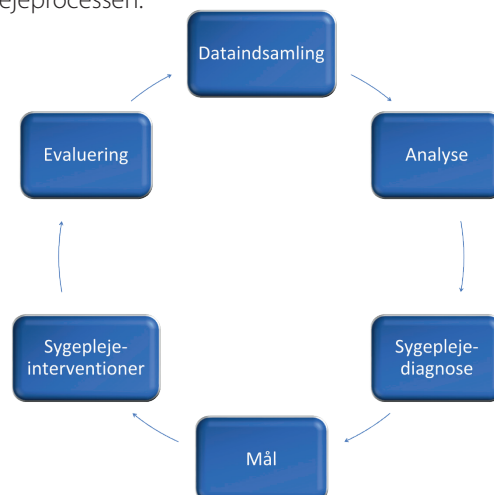 ejeprocessen.
Dataindsamling
Analyse
Sygepleje-
diagnose
Mål
Sygepleje-
interventioner
Evaluering